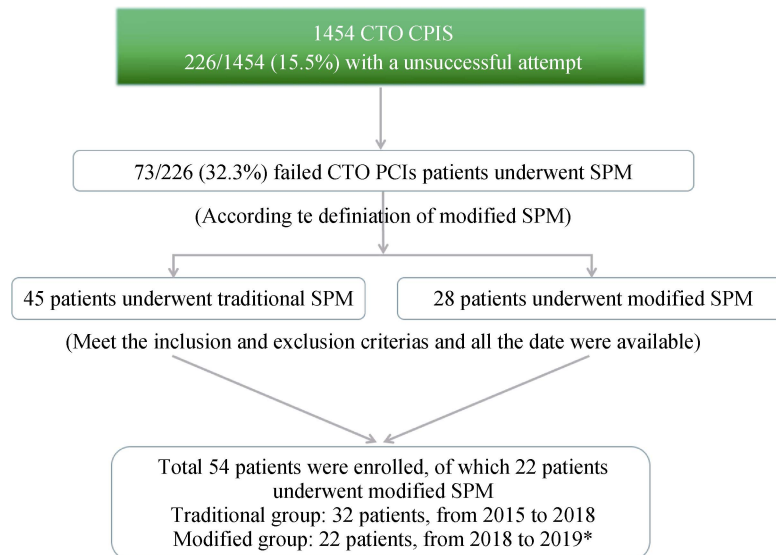 1454 CTO CPIS
226/1454 (15.5%) with a unsuccessful attempt
73/226 (32.3%) failed CTO PCIs patients underwent SPM
(According te definiation of modified SPM)
45 patients underwent traditional SPM
28 patients underwent modified SPM
(Meet the inclusion and exclusion criterias and all the date were available)
Total 54 patients were enrolled, of which 22 patients
underwent modified SPM
Traditional group: 32 patients, from 2015 to 2018
Modified group: 22 patients, from 2018 to 2019*